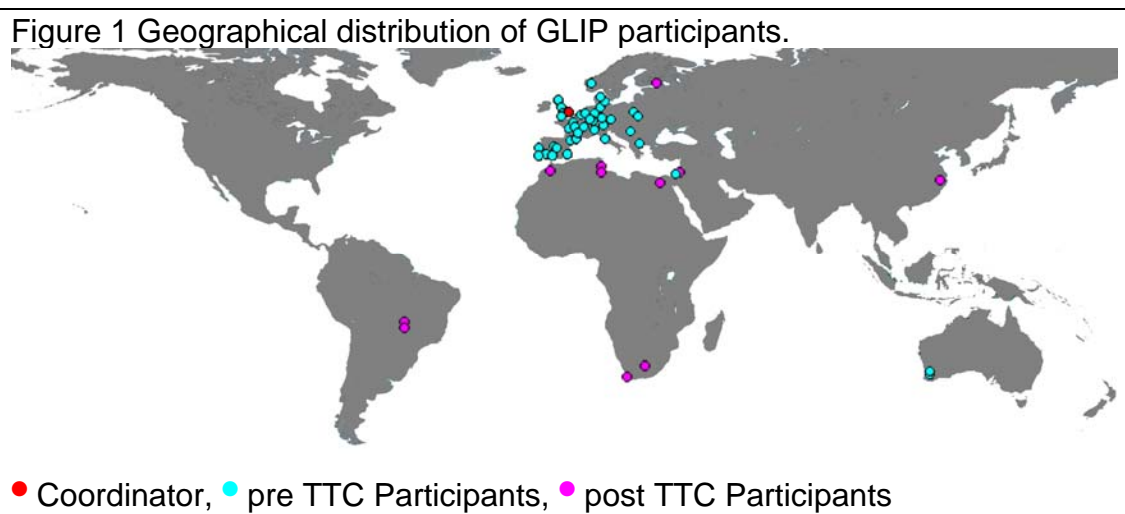 Figure 1 Geographical distribution of GLIP participants.
Coordinator, pre TTC Participants, post TTC Participants